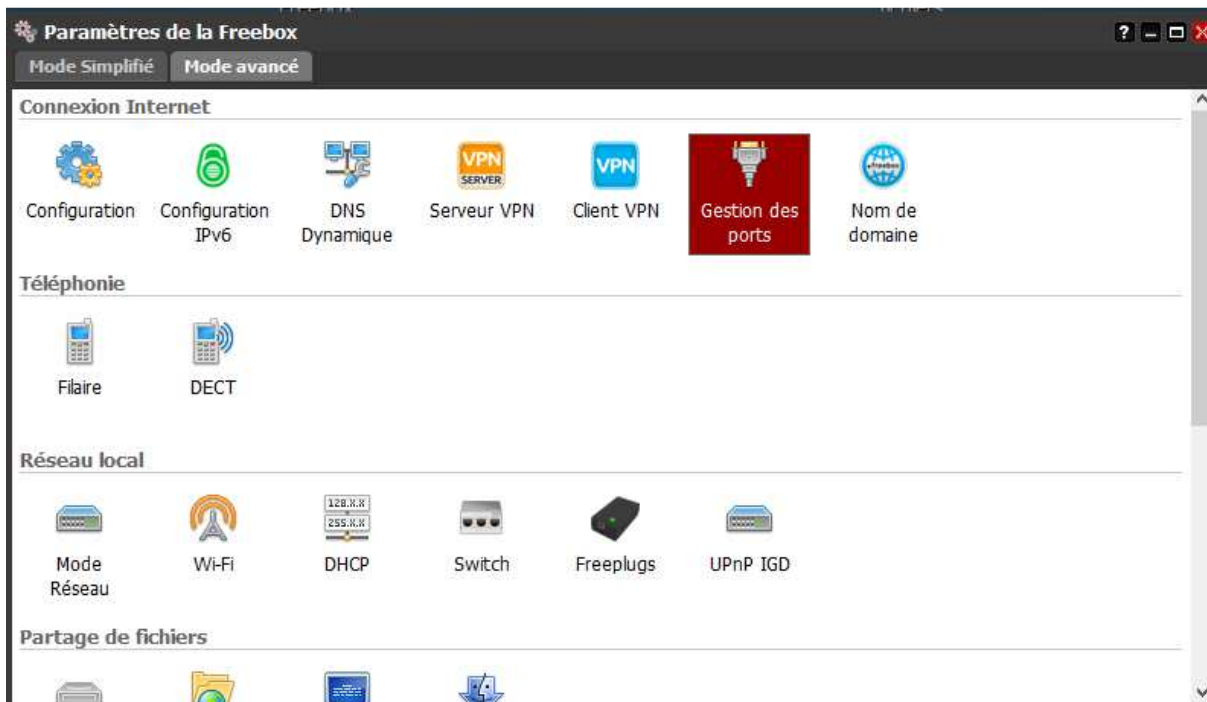 Paramètres de la Freebox
Mode Simplifié Mode avancé
Connexion Internet
VPN
SERVER
VPN
Configuration Configuration DNS Serveur VPN Client VPN Gestion des Nom de
IPv6 Dynamique ports domaine
Téléphonie
Filaire DECT
Réseau local
128.X.X
255.X.X
Mode Wi-Fi DHCP Switch Freeplugs UPnP IGD
Réseau
Partage de fichiers